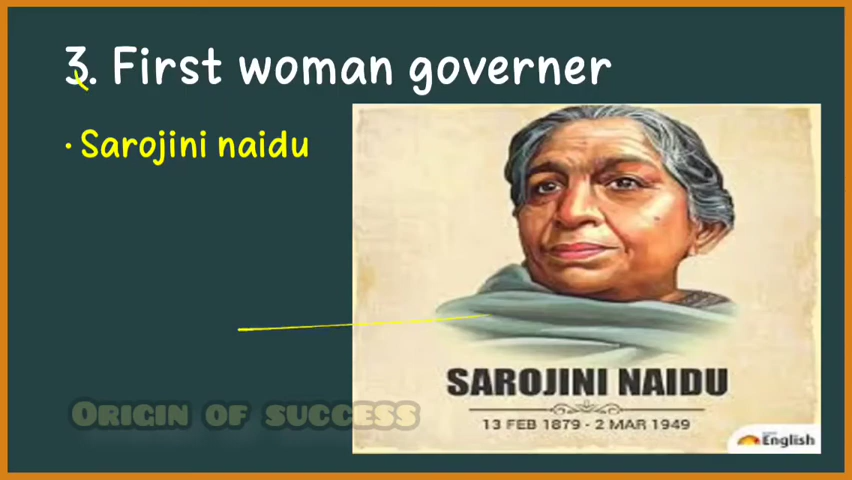 3. First woman governer
• Sarojini naidu
SAROJINI NAIDU
13 FEB 1879 - 2 MAR 1949
English
ORIGIN OF SUCCESS